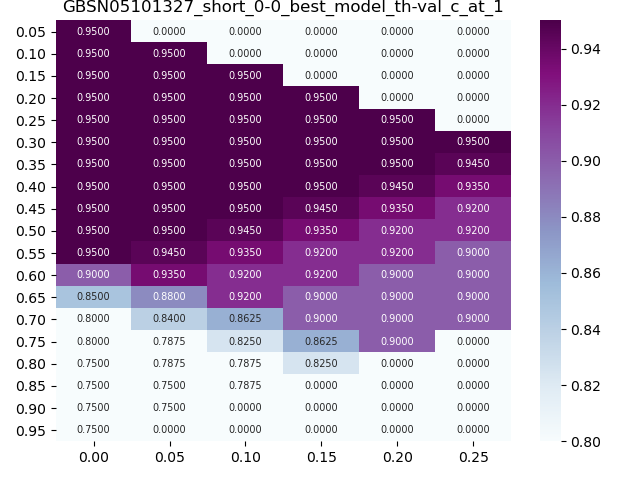 GBSN05101327_short_0-0_best_model_th-val_c_at_1
0.05 0.9500 0.0000 0.0000 0.0000 0.0000 0.0000
0.10 0.9500 0.9500 0.0000 0.0000 0.0000 0.0000
0.15 0.9500 0.9500 0.9500 0.0000 0.0000 0.0000
0.20 0.9500 0.9500 0.9500 0.9500 0.0000 0.0000
0.25 0.9500 0.9500 0.9500 0.9500 0.9500 0.0000
0.30 0.9500 0.9500 0.9500 0.9500 0.9500 0.9500
0.35 0.9500 0.9500 0.9500 0.9500 0.9500 0.9450
0.40 0.9500 0.9500 0.9500 0.9500 0.9450 0.9350
0.45 0.9500 0.9500 0.9500 0.9450 0.9350 0.9200
0.50 0.9500 0.9500 0.9450 0.9350 0.9200 0.9200
0.55 0.9500 0.9450 0.9350 0.9200 0.9200 0.9000
0.60 0.9000 0.9350 0.9200 0.9200 0.9000 0.9000
0.65 0.8500 0.8800 0.9200 0.9000 0.9000 0.9000
0.70 0.8000 0.8400 0.8625 0.9000 0.9000 0.9000
0.75 0.8000 0.7875 0.8250 0.8625 0.9000 0.0000
0.80 0.7500 0.7875 0.7875 0.8250 0.0000 0.0000
0.85 0.7500 0.7500 0.7875 0.0000 0.0000 0.0000
0.90 0.7500 0.7500 0.0000 0.0000 0.0000 0.0000
0.95 0.7500 0.0000 0.0000 0.0000 0.0000 0.0000
0.00 0.05 0.10 0.15 0.20 0.25
0.94
0.92
0.90
0.88
0.86
0.84
0.82
0.80